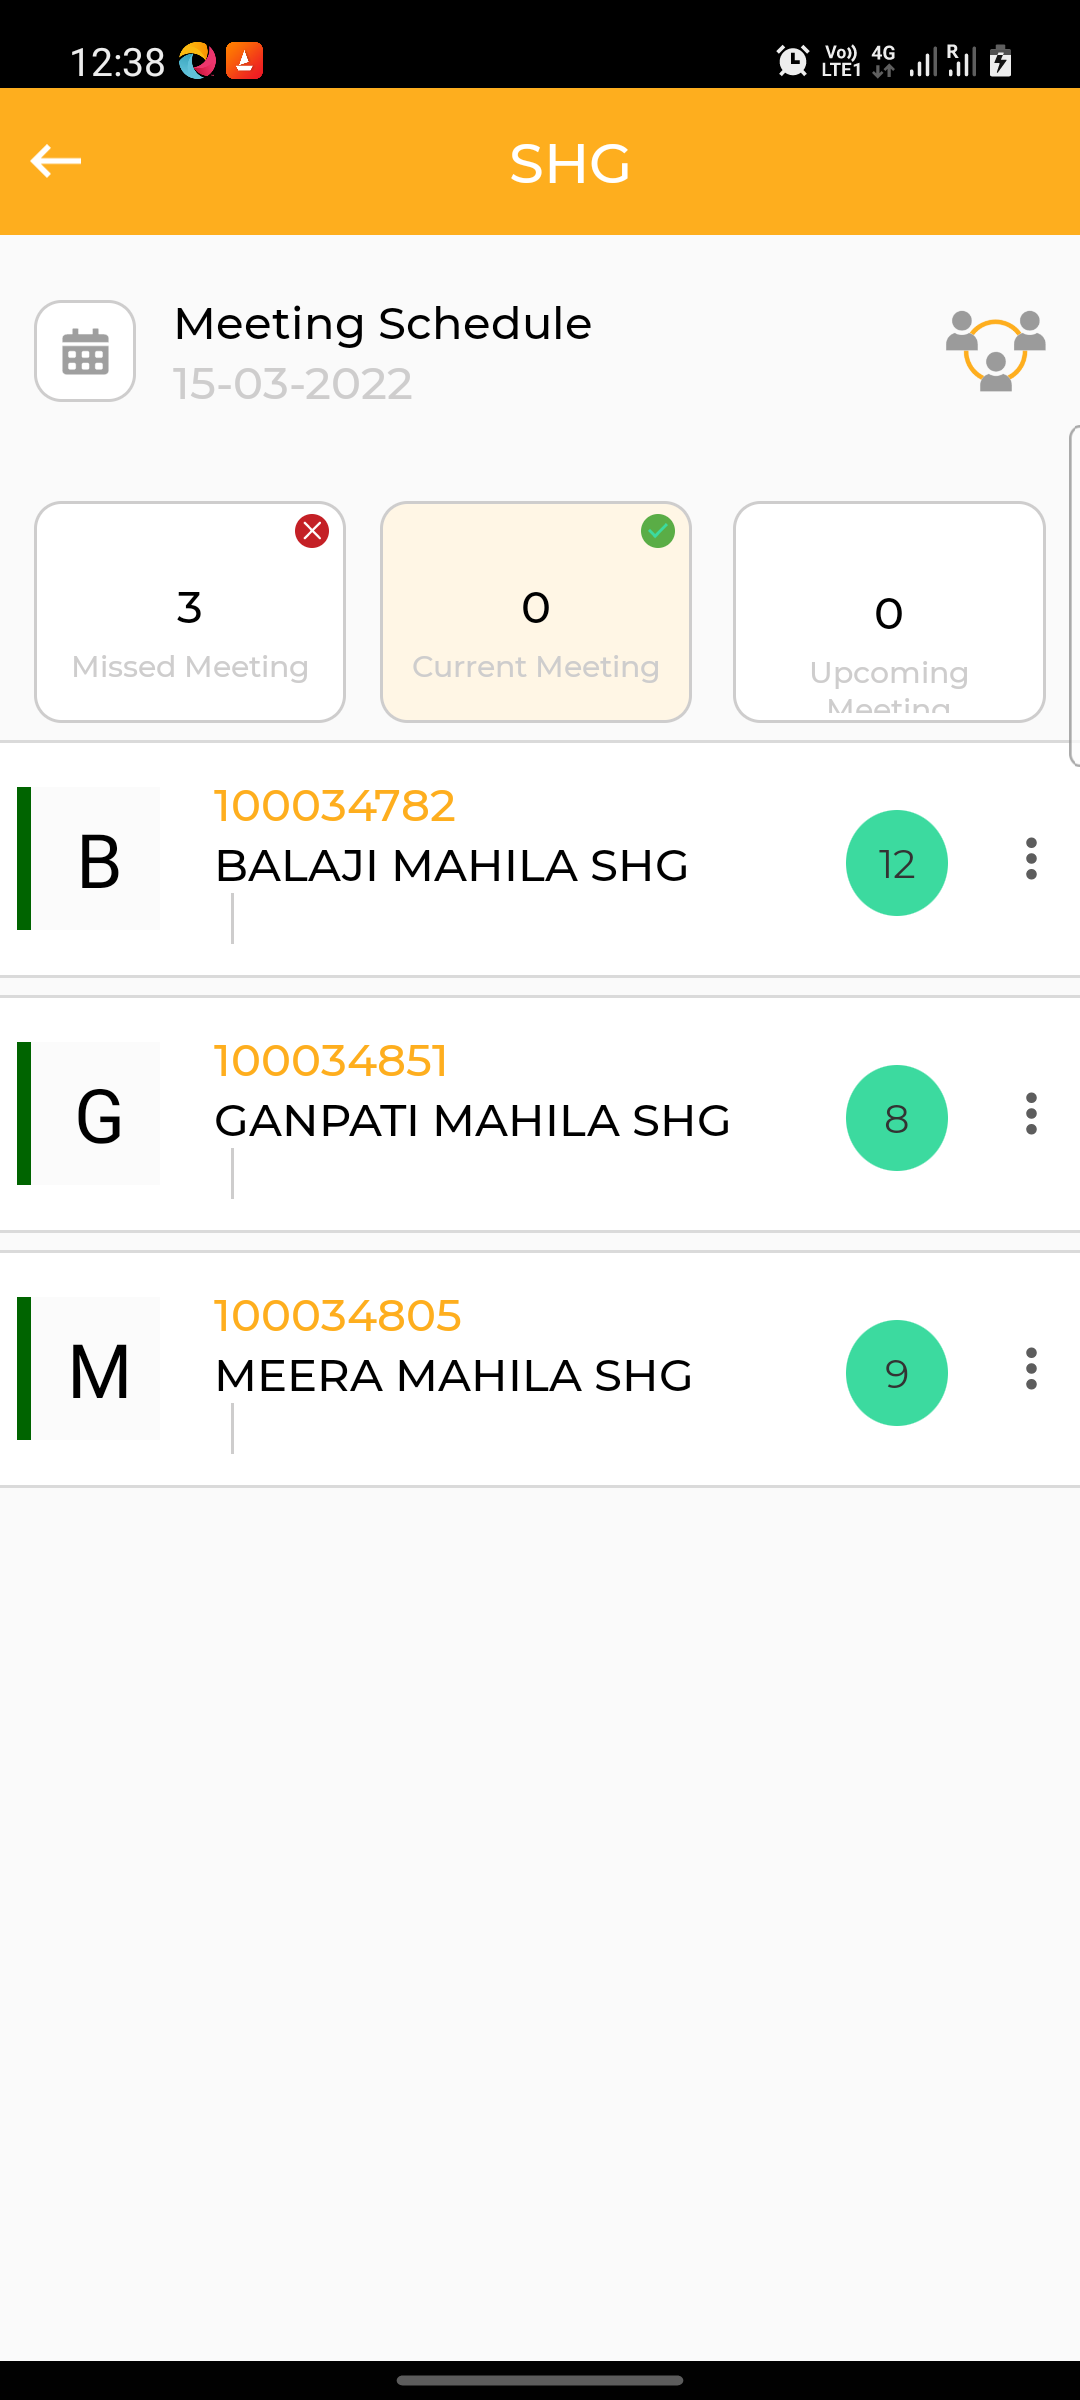 12:38
Vo)) LTE1 4G R
SHG
Meeting Schedule
15-03-2022
3
Missed Meeting
0
Current Meeting
0
Upcoming
Meeting
100034782
B
BALAJI MAHILA SHG
12
100034851
G
GANPATI MAHILA SHG
8
100034805
M
MEERA MAHILA SHG
9